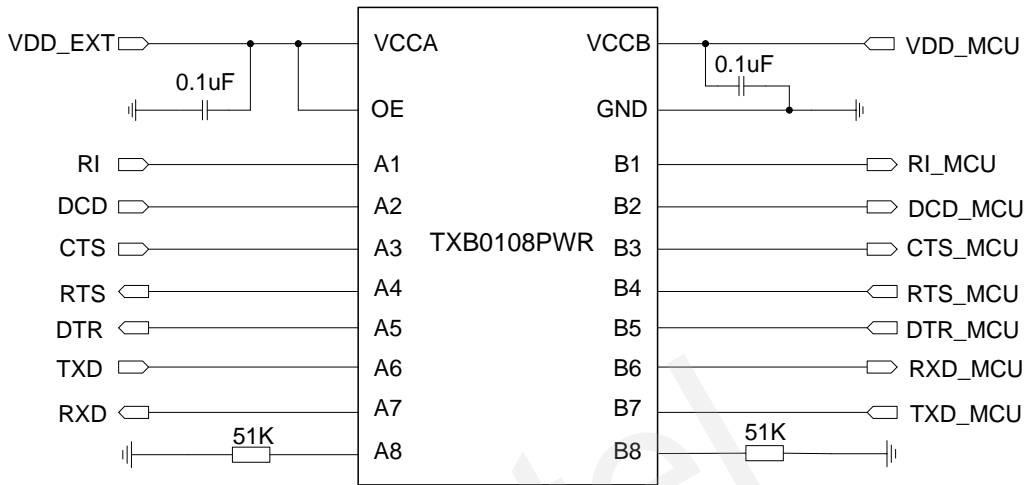 VDD_EXT VCCA VCCB VDD_MCU
0.1uF 0.1uF
OE GND
RI A1 B1 RI_MCU
DCD A2 B2 DCD_MCU
CTS A3 TXB0108PWR B3 CTS_MCU
RTS A4 B4 RTS_MCU
DTR A5 B5 DTR_MCU
TXD A6 B6 RXD_MCU
RXD A7 B7 TXD_MCU
51K A8 B8 51K